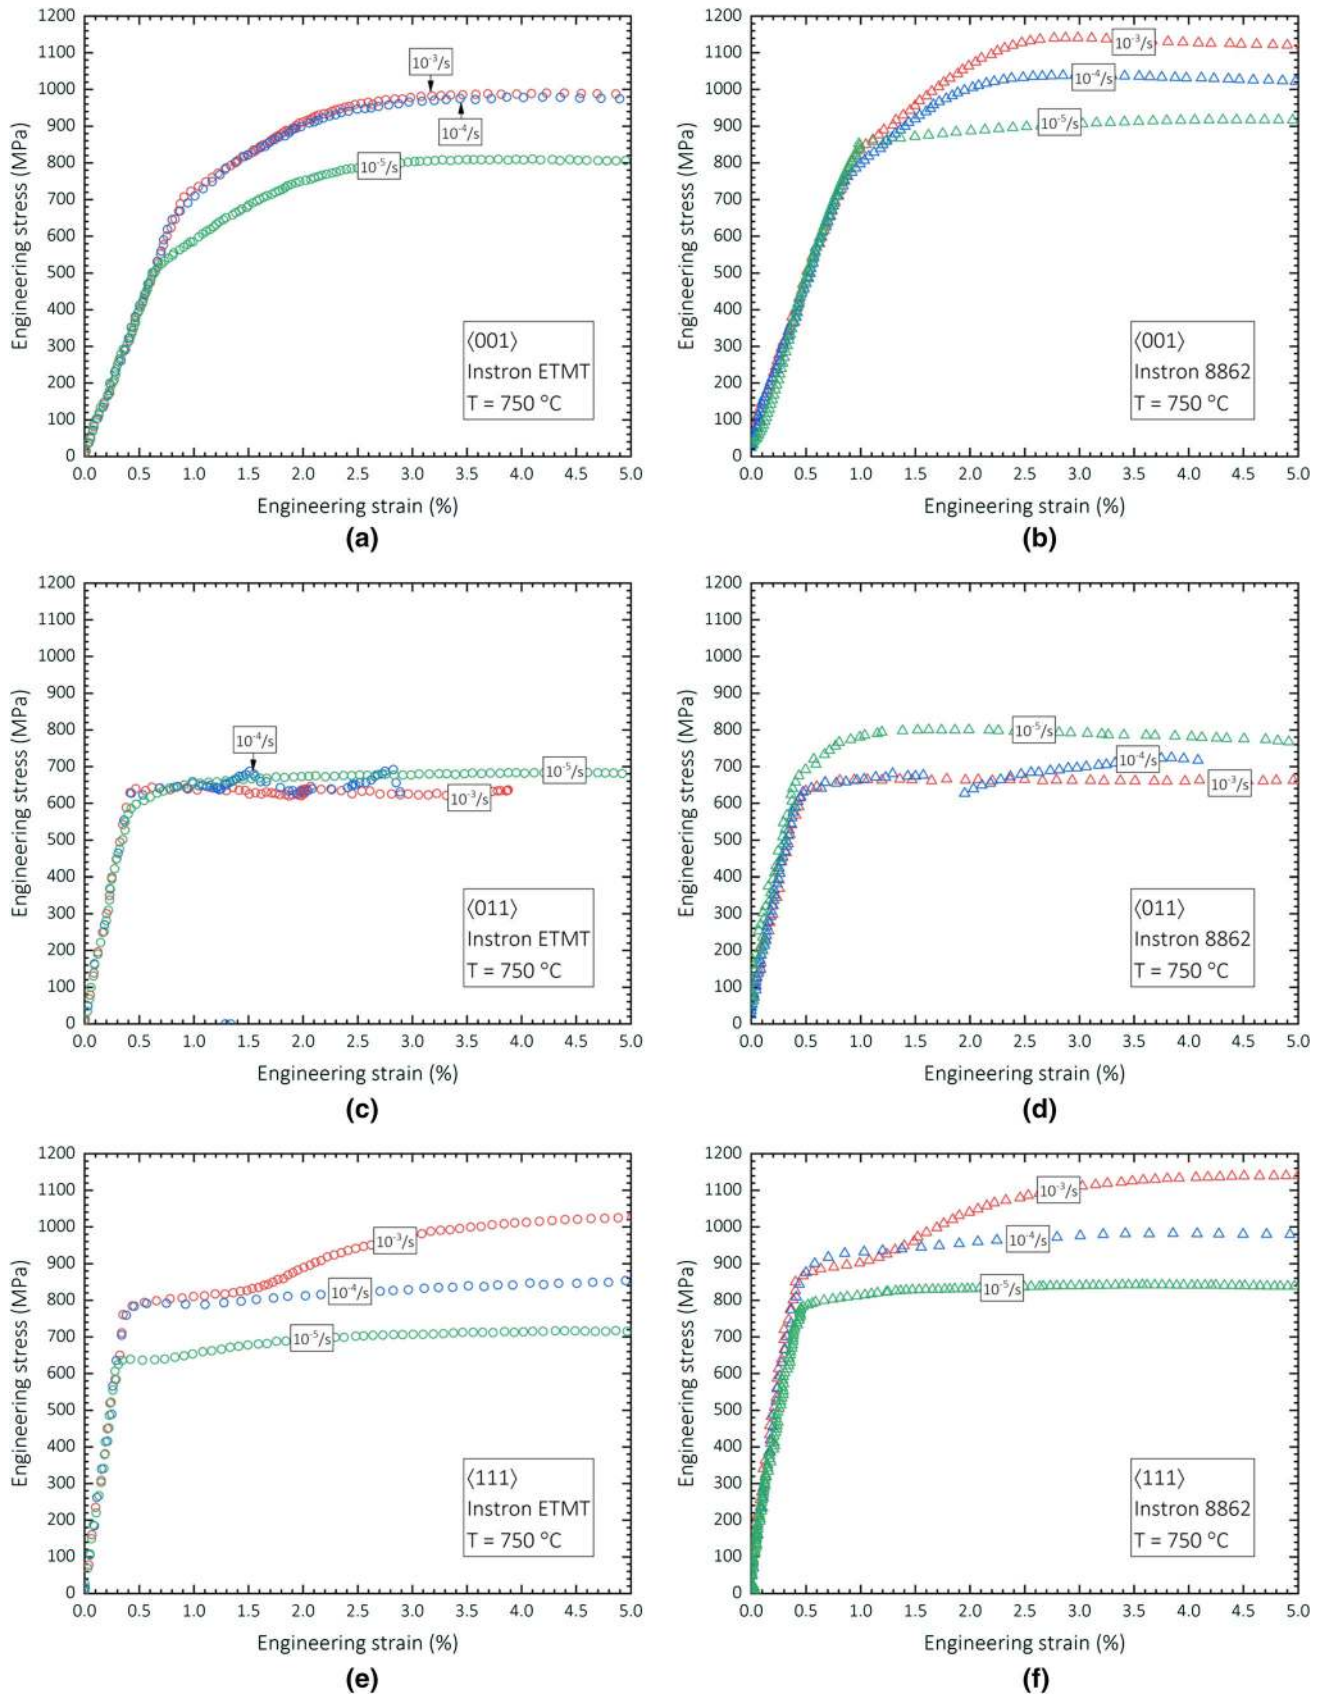 1200
1100
1000
900
800
700
600
500
400
300
200
100
0
Engineering stress (MPa)
10⁻³/s
10⁻⁴/s
10⁻⁵/s
⟨001⟩
Instron ETMT
T = 750 °C
0.0 0.5 1.0 1.5 2.0 2.5 3.0 3.5 4.0 4.5 5.0
Engineering strain (%)
(a)
1200
1100
1000
900
800
700
600
500
400
300
200
100
0
Engineering stress (MPa)
10⁻³/s
10⁻⁴/s
10⁻⁵/s
⟨001⟩
Instron 8862
T = 750 °C
0.0 0.5 1.0 1.5 2.0 2.5 3.0 3.5 4.0 4.5 5.0
Engineering strain (%)
(b)
1200
1100
1000
900
800
700
600
500
400
300
200
100
0
Engineering stress (MPa)
10⁻⁴/s
10⁻⁵/s
10⁻³/s
⟨011⟩
Instron ETMT
T = 750 °C
0.0 0.5 1.0 1.5 2.0 2.5 3.0 3.5 4.0 4.5 5.0
Engineering strain (%)
(c)
1200
1100
1000
900
800
700
600
500
400
300
200
100
0
Engineering stress (MPa)
10⁻⁵/s
10⁻⁴/s
10⁻³/s
⟨011⟩
Instron 8862
T = 750 °C
0.0 0.5 1.0 1.5 2.0 2.5 3.0 3.5 4.0 4.5 5.0
Engineering strain (%)
(d)
1200
1100
1000
900
800
700
600
500
400
300
200
100
0
Engineering stress (MPa)
10⁻³/s
10⁻⁴/s
10⁻⁵/s
⟨111⟩
Instron ETMT
T = 750 °C
0.0 0.5 1.0 1.5 2.0 2.5 3.0 3.5 4.0 4.5 5.0
Engineering strain (%)
(e)
1200
1100
1000
900
800
700
600
500
400
300
200
100
0
Engineering stress (MPa)
10⁻³/s
10⁻⁴/s
10⁻⁵/s
⟨111⟩
Instron 8862
T = 750 °C
0.0 0.5 1.0 1.5 2.0 2.5 3.0 3.5 4.0 4.5 5.0
Engineering strain (%)
(f)